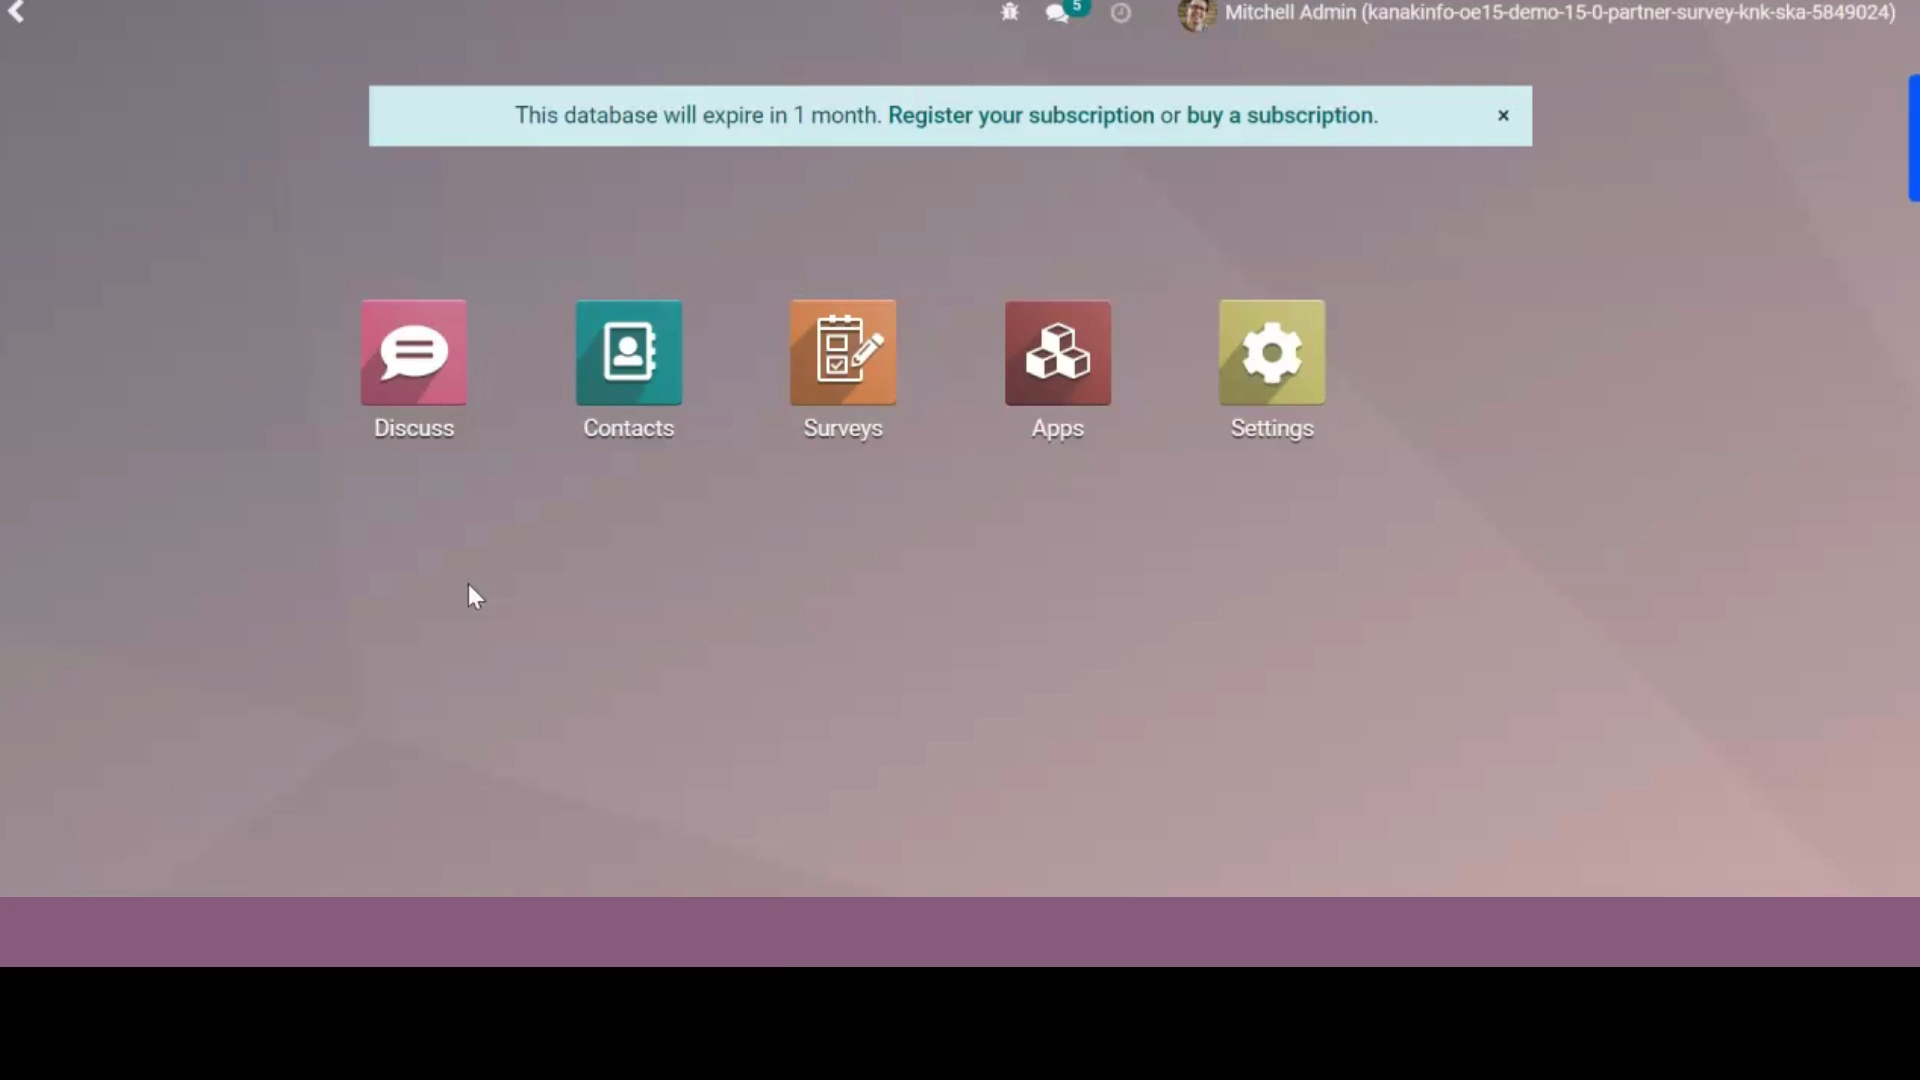 5
Mitchell Admin (kanakinfo-oe15-demo-15-0-partner-survey-knk-ska-5849024)
This database will expire in 1 month. Register your subscription or buy a subscription.
Discuss
Contacts
Surveys
Apps
Settings